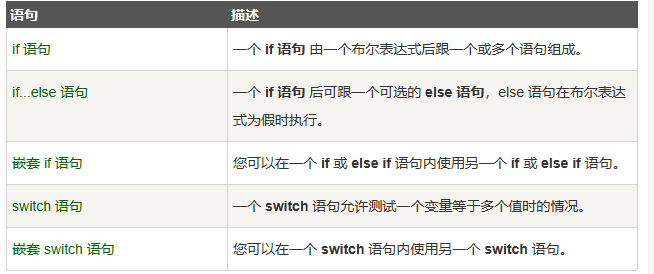 语句 描述
if 语句 一个 if 语句 由一个布尔表达式后跟一个或多个语句组成。
if...else 语句 一个 if 语句 后可跟一个可选的 else 语句，else 语句在布尔表达
式为假时执行。
嵌套 if 语句 您可以在一个 if 或 else if 语句内使用另一个 if 或 else if 语句。
switch 语句 一个 switch 语句允许测试一个变量等于多个值时的情况。
嵌套 switch 语句 您可以在一个 switch 语句内使用另一个 switch 语句。